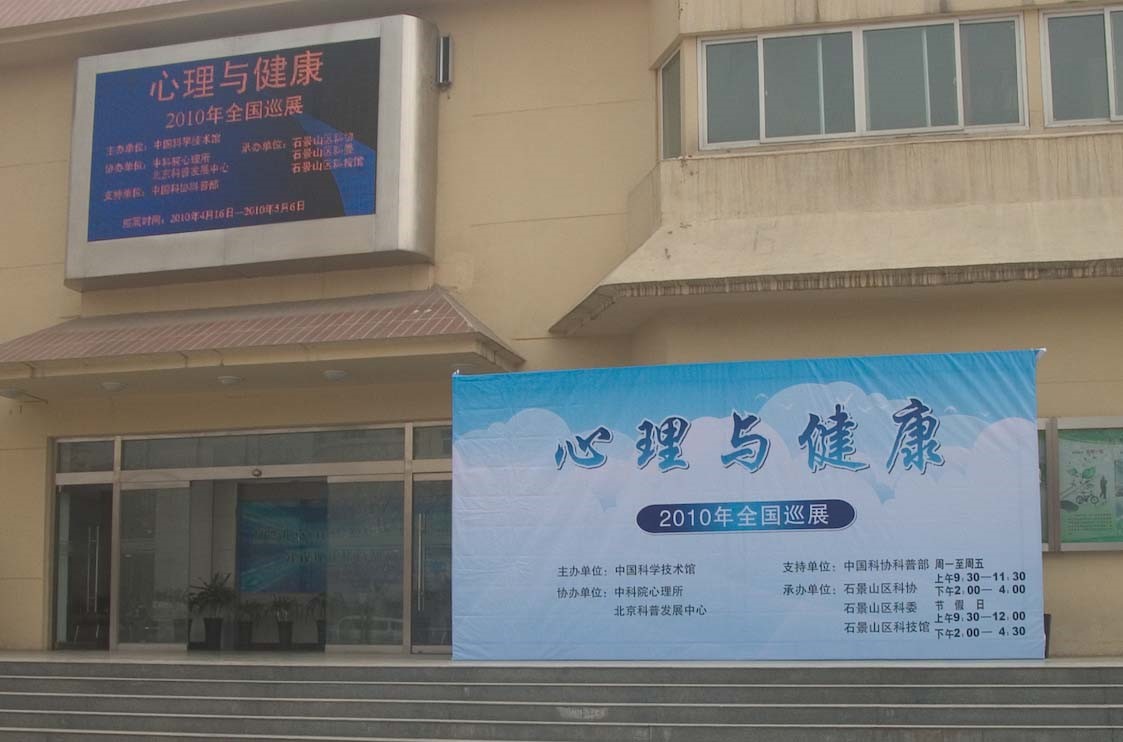 心理与健康
2010年全国巡展
主办单位：中国科学技术馆
协办单位：中科院心理所
北京科普发展中心
支持单位：中国科协科普部
承办单位：石景山区科协
石景山区科委
石景山区科技馆
巡展时间：2010年4月16日—2010年5月6日
心理与健康
2010年全国巡展
主办单位：中国科学技术馆
协办单位：中科院心理所
北京科普发展中心
支持单位：中国科协科普部
承办单位：石景山区科协
石景山区科委
石景山区科技馆
周一至周五
上午9：30—11：30
下午2：00— 4：00
节 假 日
上午9：30—12：00
下午2：00— 4：30